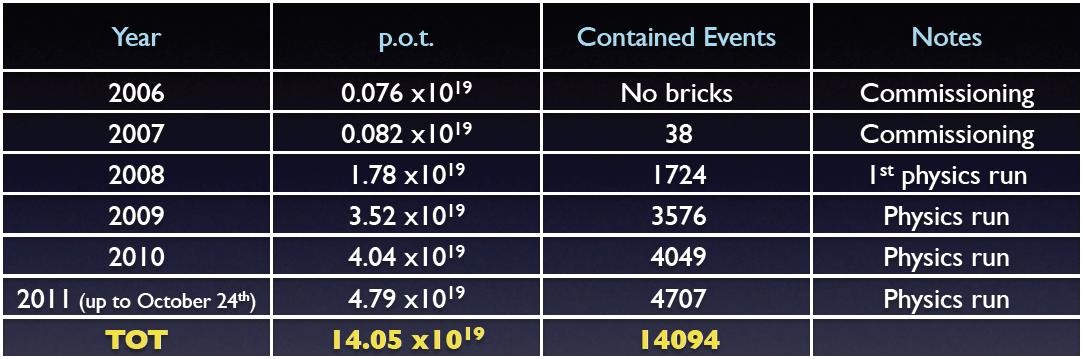 Year p.o.t. Contained Events Notes
2006 0.076 x10¹⁹ No bricks Commissioning
2007 0.082 x10¹⁹ 38 Commissioning
2008 1.78 x10¹⁹ 1724 1ˢᵗ physics run
2009 3.52 x10¹⁹ 3576 Physics run
2010 4.04 x10¹⁹ 4049 Physics run
2011 (up to October 24ᵗʰ) 4.79 x10¹⁹ 4707 Physics run
TOT 14.05 x10¹⁹ 14094